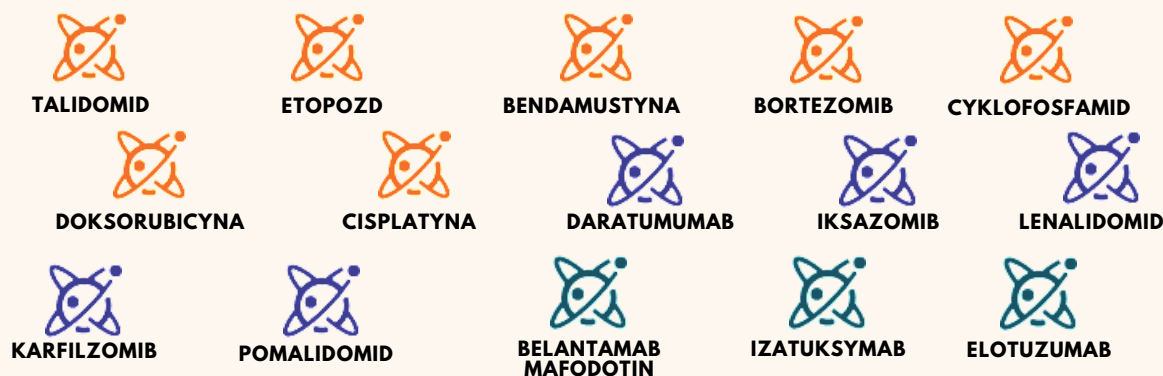 TALIDOMID
ETOPOZD
BENDAMUSTYNA
BORTEZOMIB
CYKLOFOSFAMID
DOKSORUBICYNA
CISPLATYNA
DARATUMUMAB
IKSAZOMIB
LENALIDOMID
KARFILZOMIB
POMALIDOMID
BELANTAMAB
MAFODOTIN
IZATUKSYMAB
ELOTUZUMAB